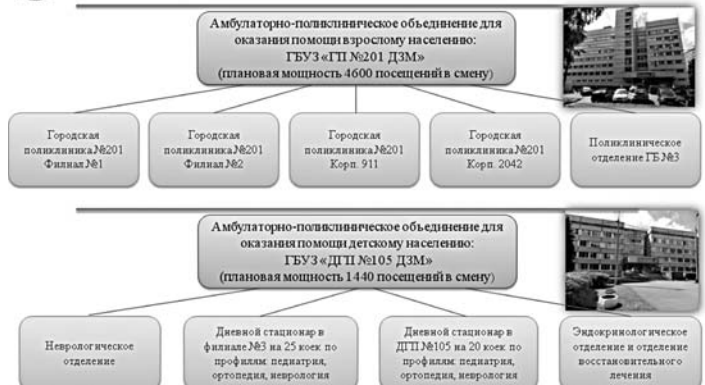 Амбулаторно-поликлиническое объединение для
оказания помощи взрослому населению:
ГБУЗ «ГП №201 ДЗМ»
(плановая мощность 4600 посещений в смену)
Городская
поликлиника №201
Филиал №1
Городская
поликлиника №201
Филиал №2
Городская
поликлиника №201
Корп. 911
Городская
поликлиника №201
Корп. 2042
Поликлиническое
отделение ГБ №3
Амбулаторно-поликлиническое объединение для
оказания помощи детскому населению:
ГБУЗ «ДГП №105 ДЗМ»
(плановая мощность 1440 посещений в смену)
Неврологическое
отделение
Дневной стационар в
филиале №3 на 25 коек по
профилям: педиатрия,
ортопедия, неврология
Дневной стационар в
ДГП №105 на 20 коек по
профилям: педиатрия,
ортопедия, неврология
Эндокринологическое
отделение и отделение
восстановительного
лечения